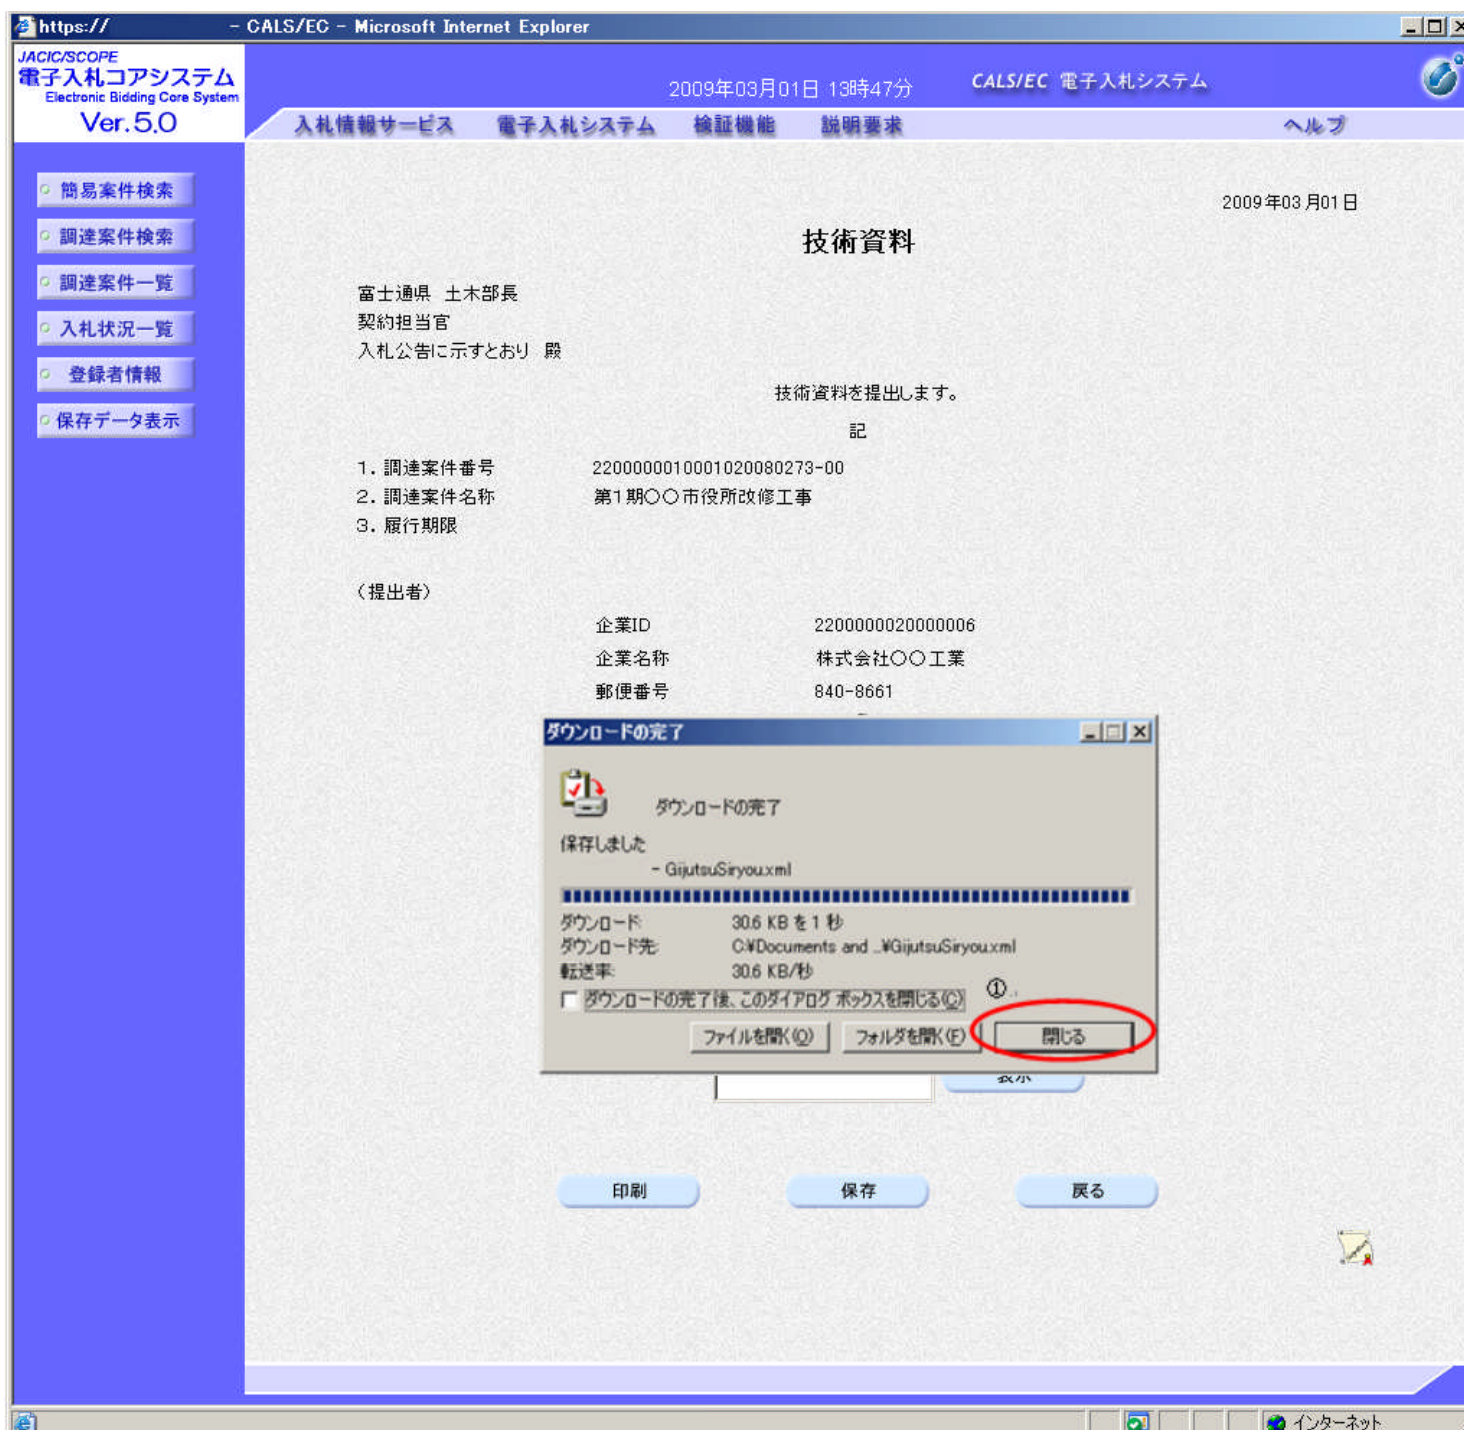 https:// - CALS/EC - Microsoft Internet Explorer
JACIC/SCOPE
電子入札コアシステム
Electronic Bidding Core System
Ver.5.0
2009年03月01日 13時47分
CALS/EC 電子入札システム
入札情報サービス 電子入札システム 検証機能 説明要求 ヘルプ
簡易案件検索
調達案件検索
調達案件一覧
入札状況一覧
登録者情報
保存データ表示
2009年03月01日
技術資料
富士通県 土木部長
契約担当官
入札公告に示すとおり 殿
技術資料を提出します。
記
1. 調達案件番号 2200000010001020080273-00
2. 調達案件名称 第1期〇〇市役所改修工事
3. 履行期限
（提出者）
企業ID 2200000020000006
企業名称 株式会社〇〇工業
郵便番号 840-8661
ダウンロードの完了
ダウンロードの完了
保存しました
- GijutsuSiryou.xml
ダウンロード: 30.6 KB を 1 秒
ダウンロード先: C:¥Documents and ...¥GijutsuSiryou.xml
転送率: 30.6 KB/秒
ダウンロードの完了後、このダイアログ ボックスを閉じる(C)
①
ファイルを開く(O) フォルダを開く(F) 閉じる
表示
印刷 保存 戻る
インターネット